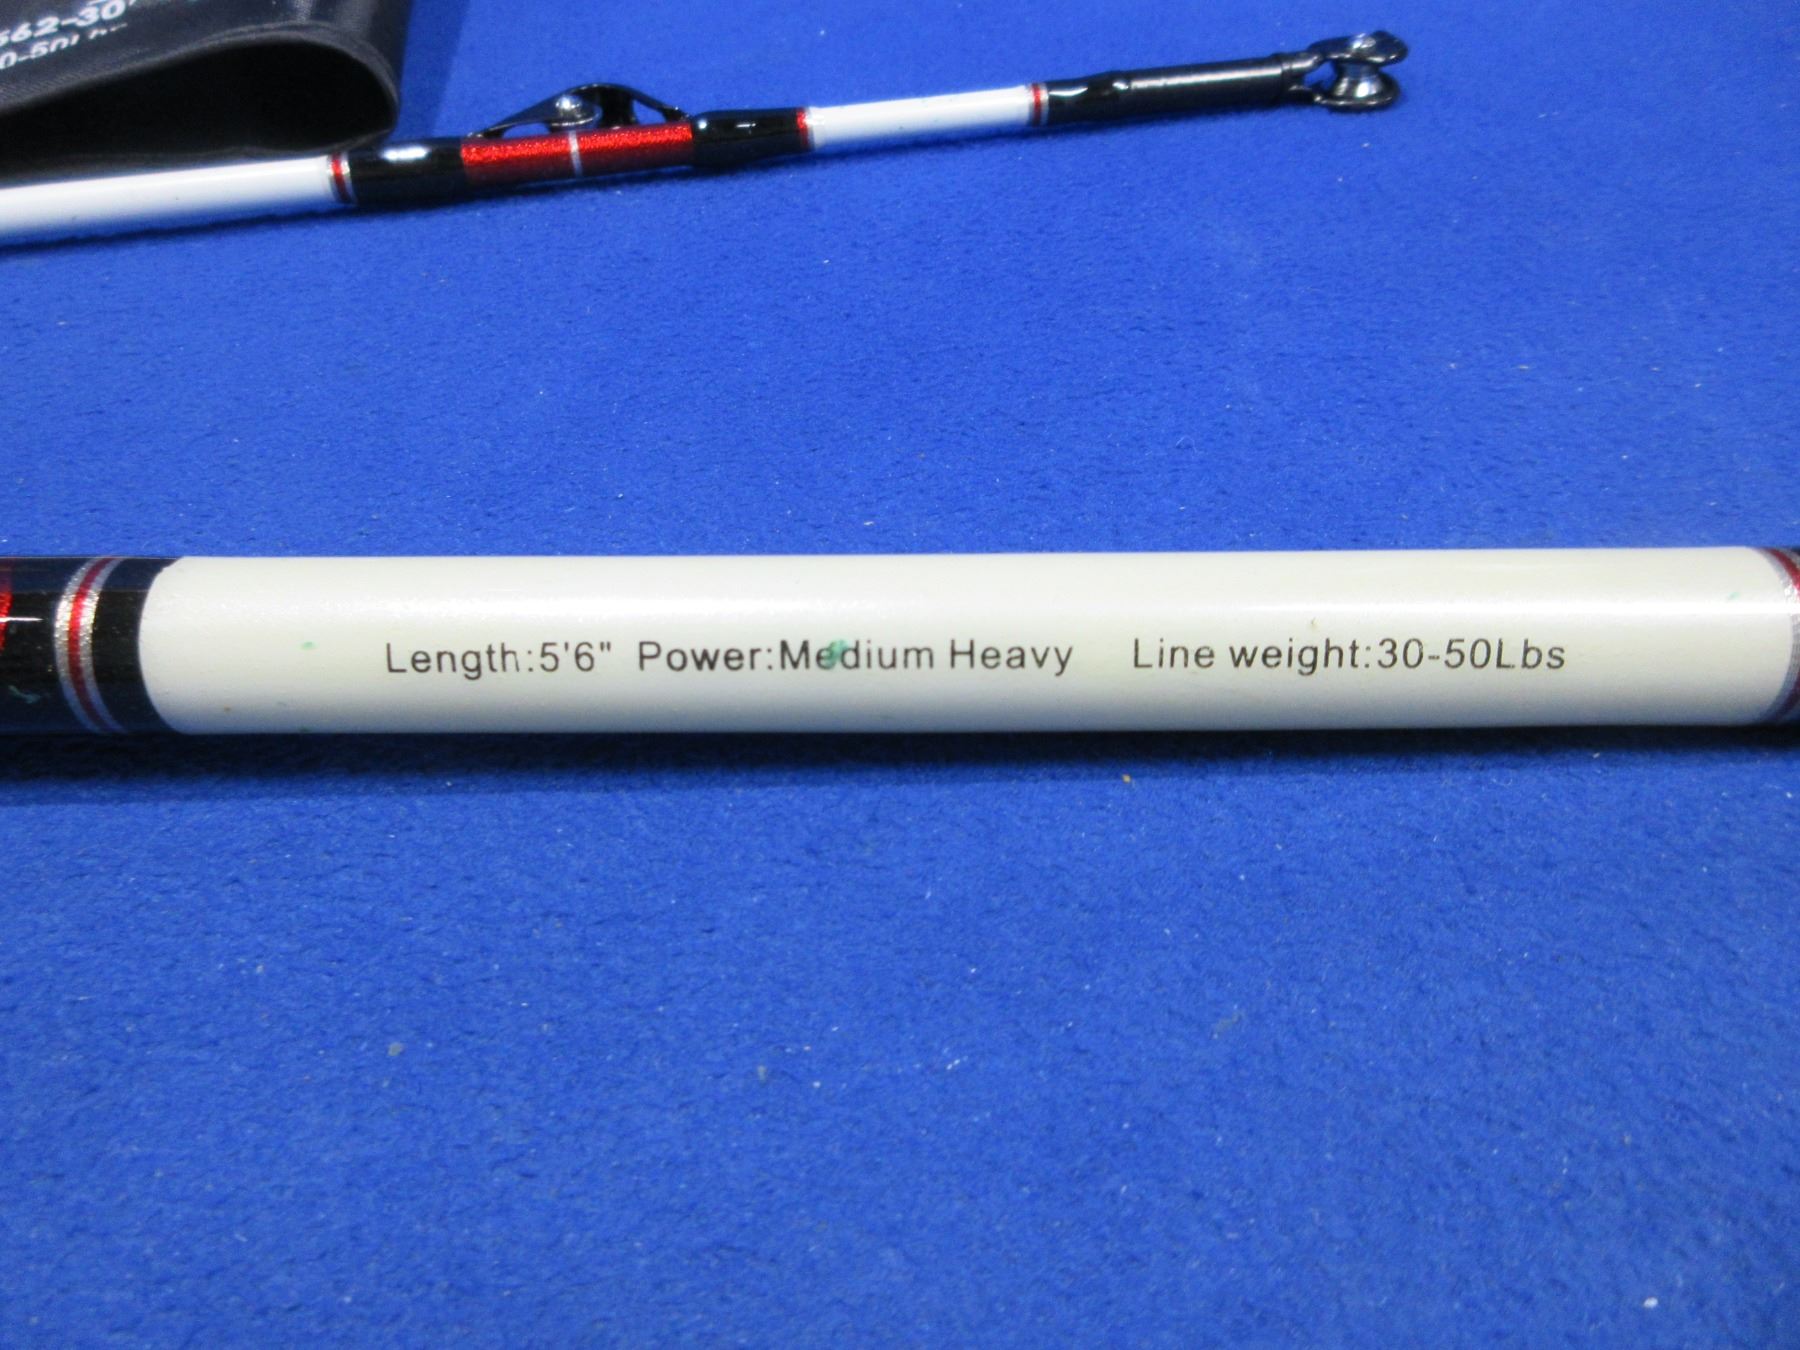 Length:5'6" Power:Medium Heavy Line weight:30-50Lbs